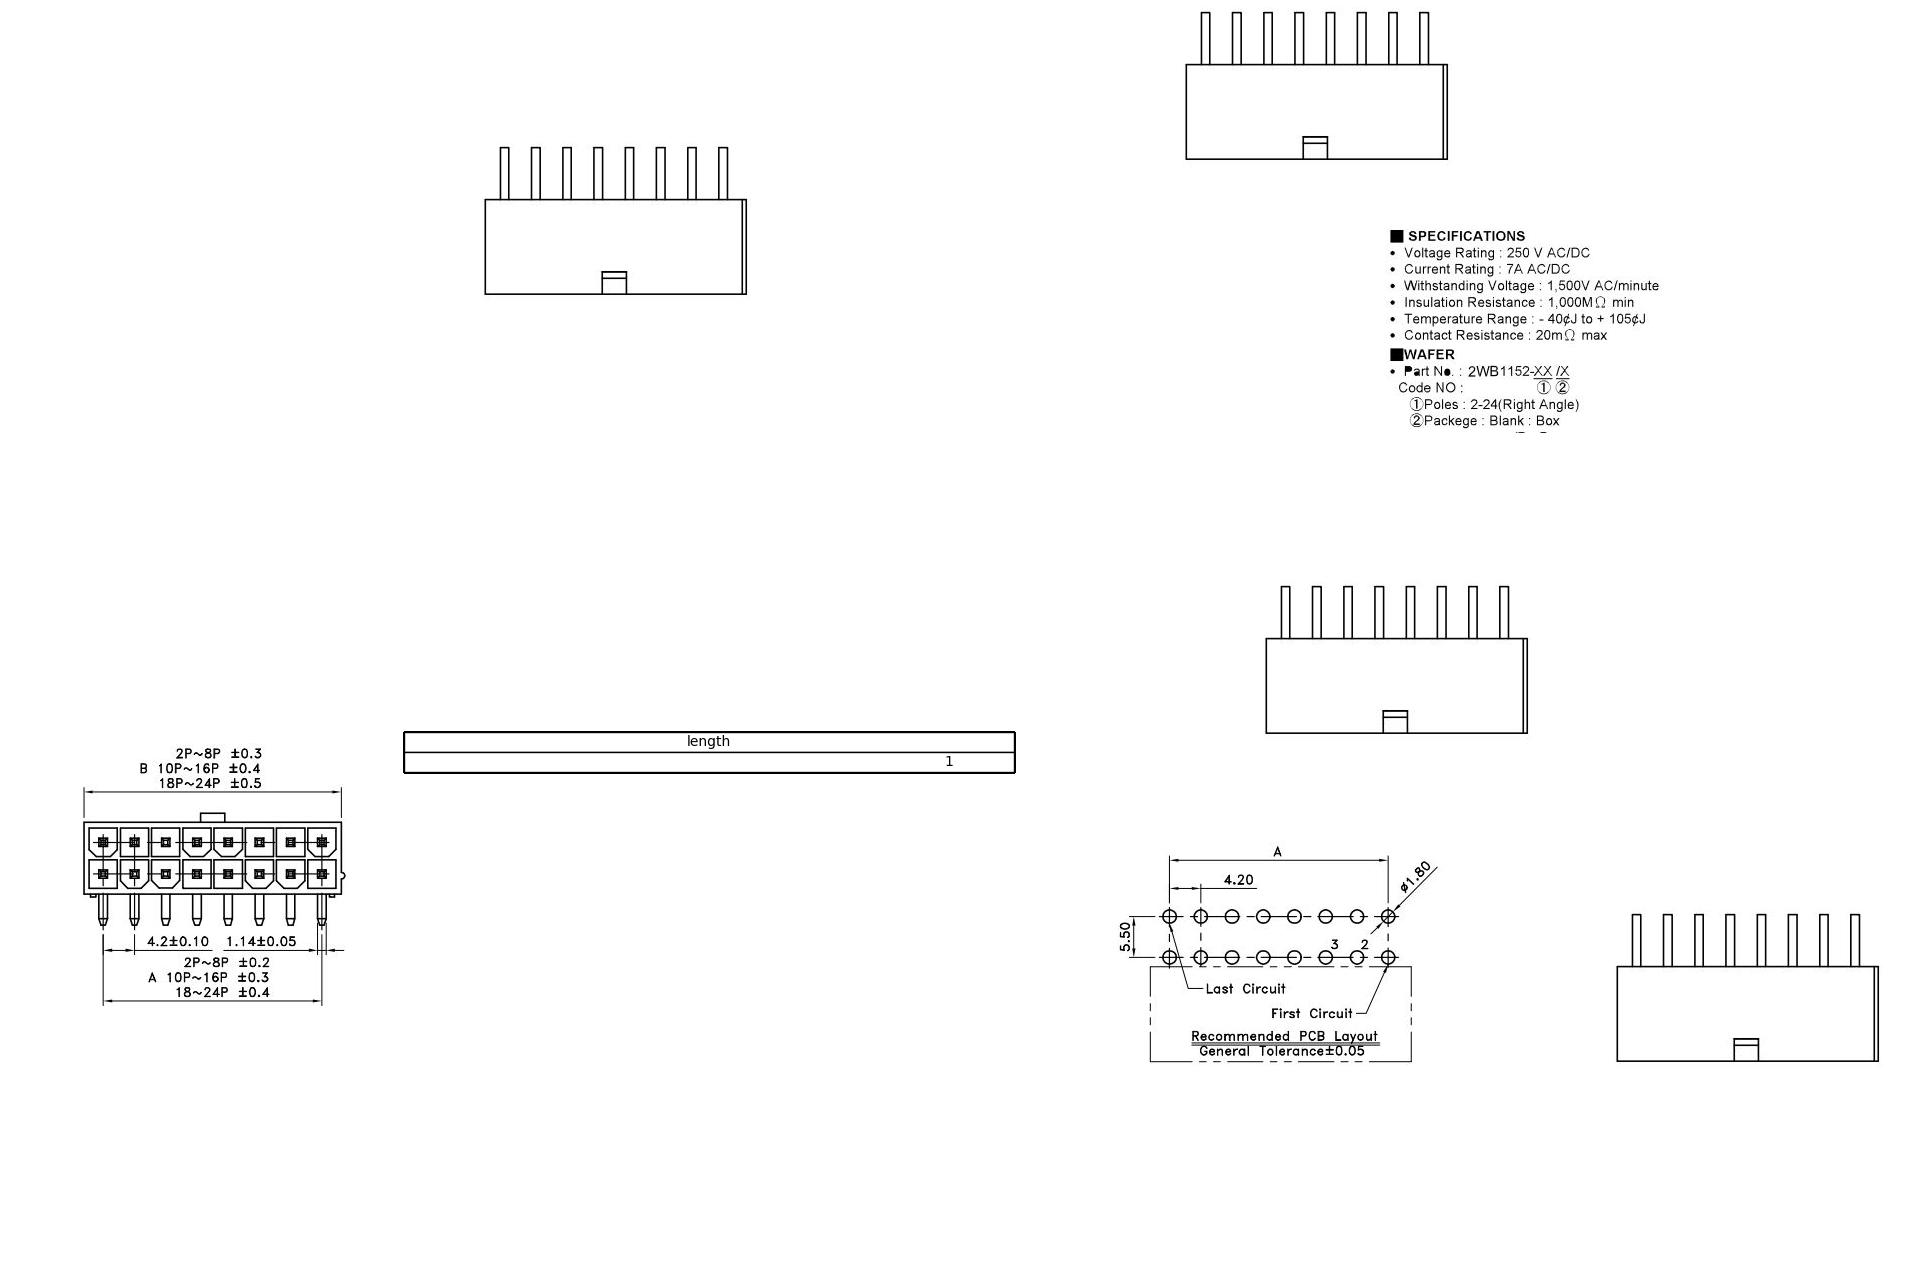 ■ SPECIFICATIONS
• Voltage Rating : 250 V AC/DC
• Current Rating : 7A AC/DC
• Withstanding Voltage : 1,500V AC/minute
• Insulation Resistance : 1,000MΩ min
• Temperature Range : - 40¢J to + 105¢J
• Contact Resistance : 20mΩ max
■WAFER
• Part No. : 2WB1152-XX /X
Code NO : ① ②
①Poles : 2-24(Right Angle)
②Packege : Blank : Box
length
1
2P~8P ±0.3
B 10P~16P ±0.4
18P~24P ±0.5
4.2±0.10 1.14±0.05
2P~8P ±0.2
A 10P~16P ±0.3
18~24P ±0.4
A
4.20
ø1.80
5.50
3 2
Last Circuit
First Circuit
Recommended PCB Layout
General Tolerance±0.05